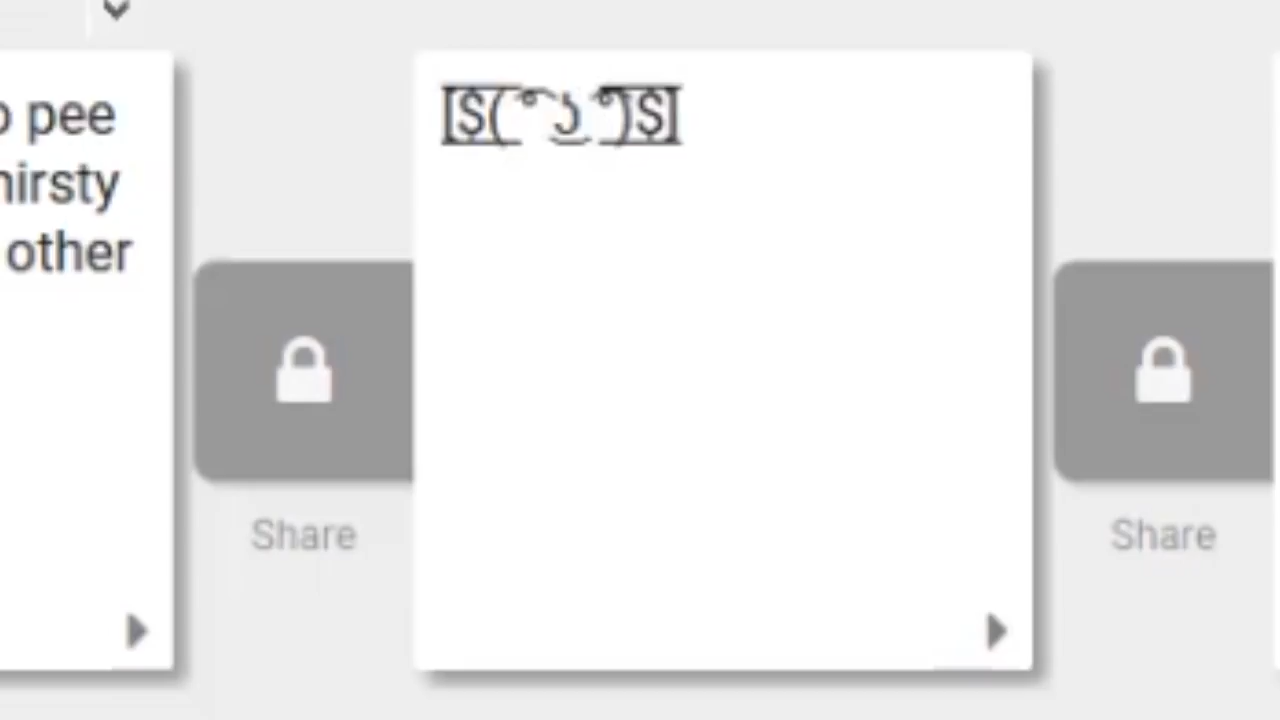 o pee
hirsty
other
[̲̅$̲̅(̲̅ ͡° ͜ʖ ͡°̲̅)̲̅$̲̅]
Share
Share